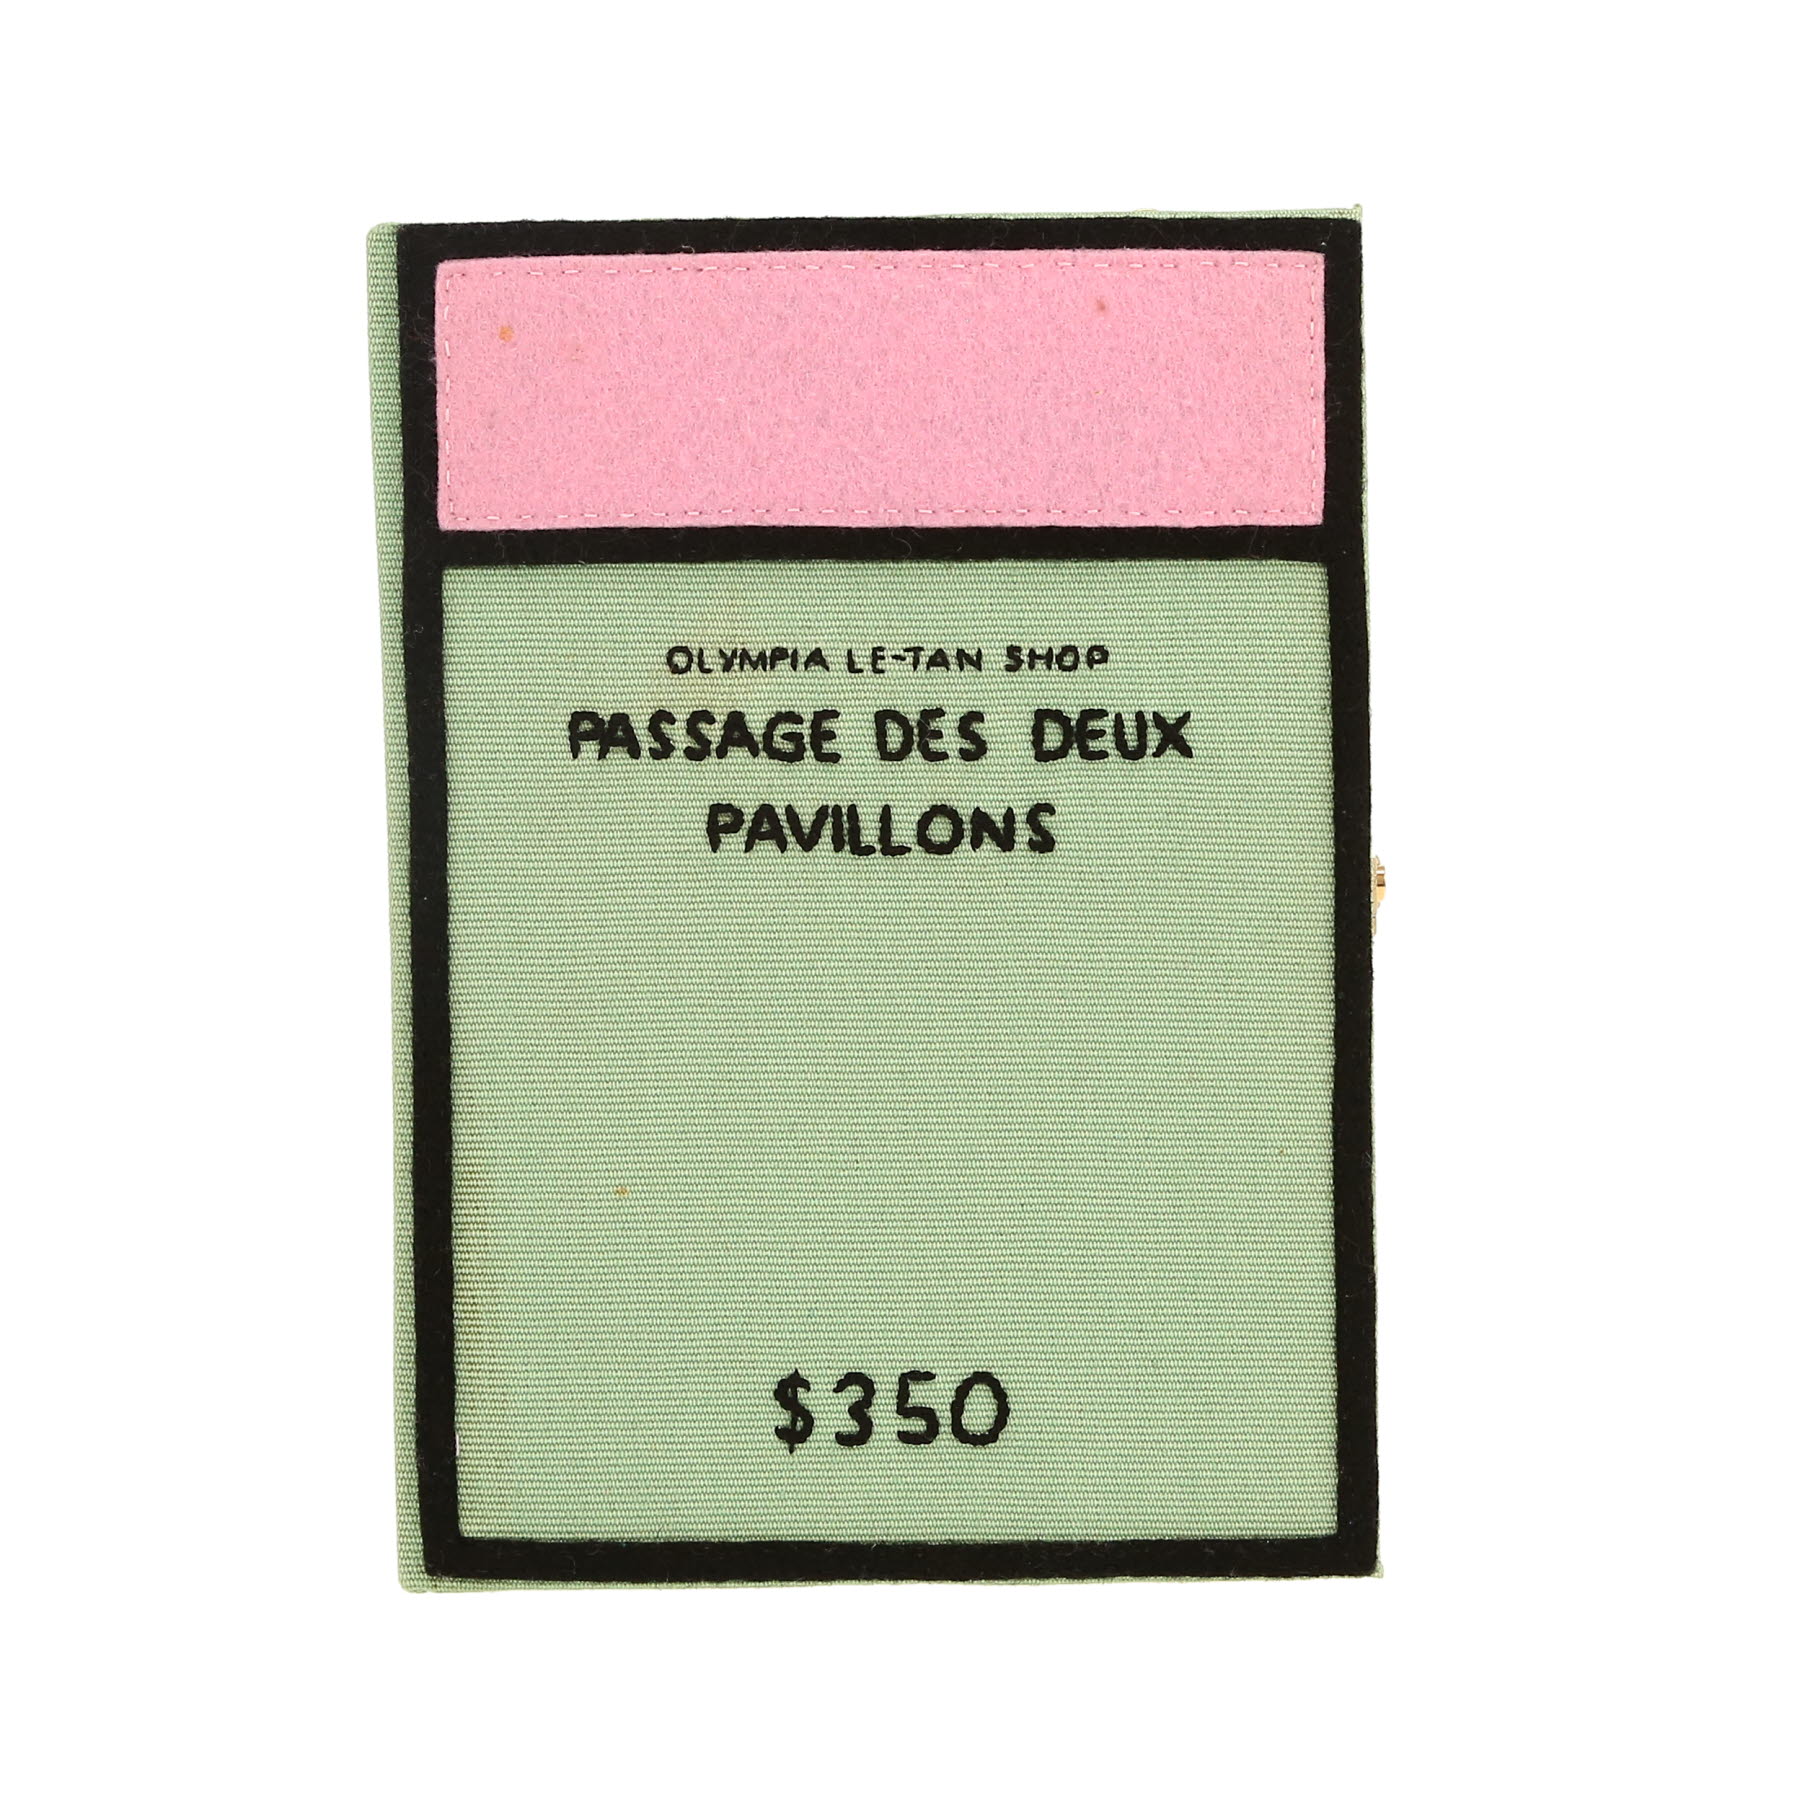 OLYMPIA LE-TAN SHOP
PASSAGE DES DEUX
PAVILLONS
$350